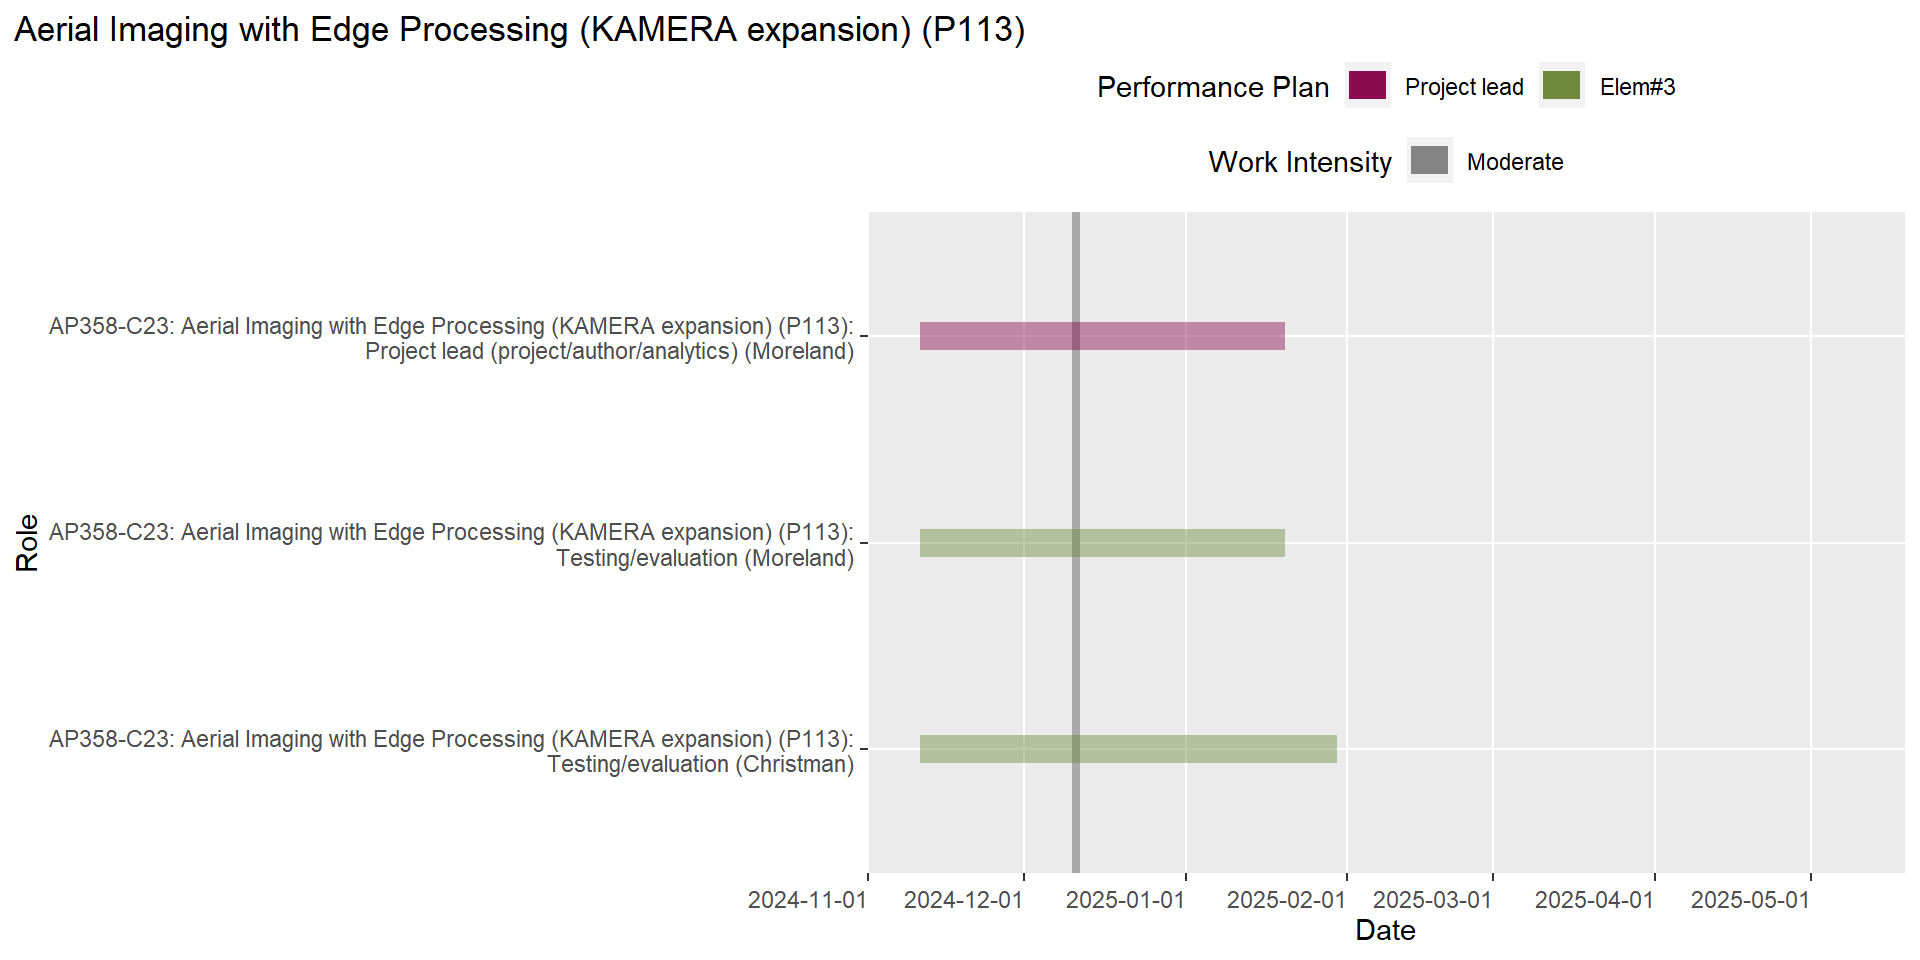 Aerial Imaging with Edge Processing (KAMERA expansion) (P113)
Performance Plan Project lead Elem#3
Work Intensity Moderate
AP358-C23: Aerial Imaging with Edge Processing (KAMERA expansion) (P113):
Project lead (project/author/analytics) (Moreland)
Role
AP358-C23: Aerial Imaging with Edge Processing (KAMERA expansion) (P113):
Testing/evaluation (Moreland)
AP358-C23: Aerial Imaging with Edge Processing (KAMERA expansion) (P113):
Testing/evaluation (Christman)
2024-11-01 2024-12-01 2025-01-01 2025-02-01 2025-03-01 2025-04-01 2025-05-01
Date